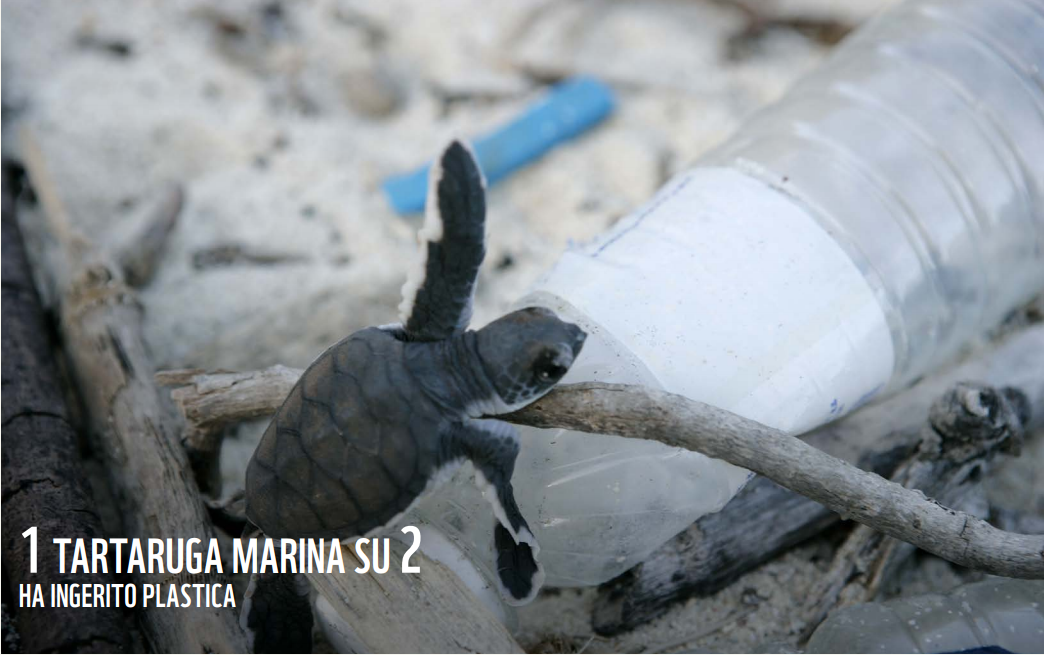 1 TARTARUGA MARINA SU 2
HA INGERITO PLASTICA